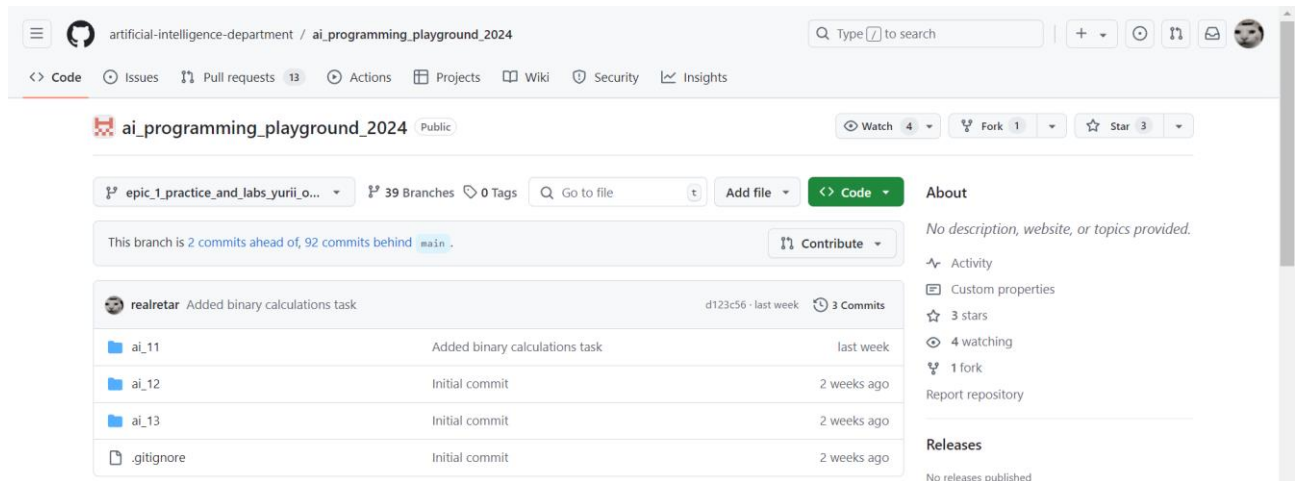 artificial-intelligence-department / ai_programming_playground_2024
Type / to search
<> Code Issues Pull requests 13 Actions Projects Wiki Security Insights
ai_programming_playground_2024 Public
Watch 4 Fork 1 Star 3
epic_1_practice_and_labs_yurii_o... 39 Branches 0 Tags Go to file t Add file <> Code
About
This branch is 2 commits ahead of, 92 commits behind main .
Contribute
No description, website, or topics provided.
Activity
Custom properties
3 stars
4 watching
1 fork
Report repository
realretar Added binary calculations task d123c56 · last week 3 Commits
ai_11 Added binary calculations task last week
ai_12 Initial commit 2 weeks ago
ai_13 Initial commit 2 weeks ago
.gitignore Initial commit 2 weeks ago
Releases
No releases published